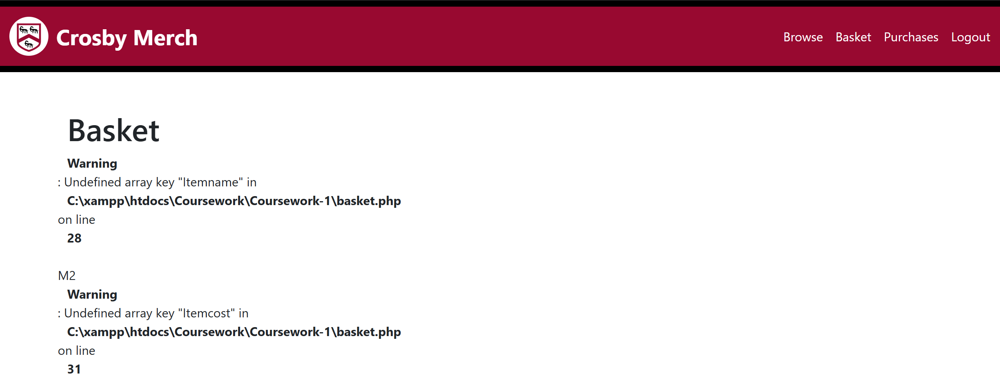 Crosby Merch
Browse Basket Purchases Logout
Basket
Warning
: Undefined array key "Itemname" in
C:\xampp\htdocs\Coursework\Coursework-1\basket.php
on line
28
M2
Warning
: Undefined array key "Itemcost" in
C:\xampp\htdocs\Coursework\Coursework-1\basket.php
on line
31